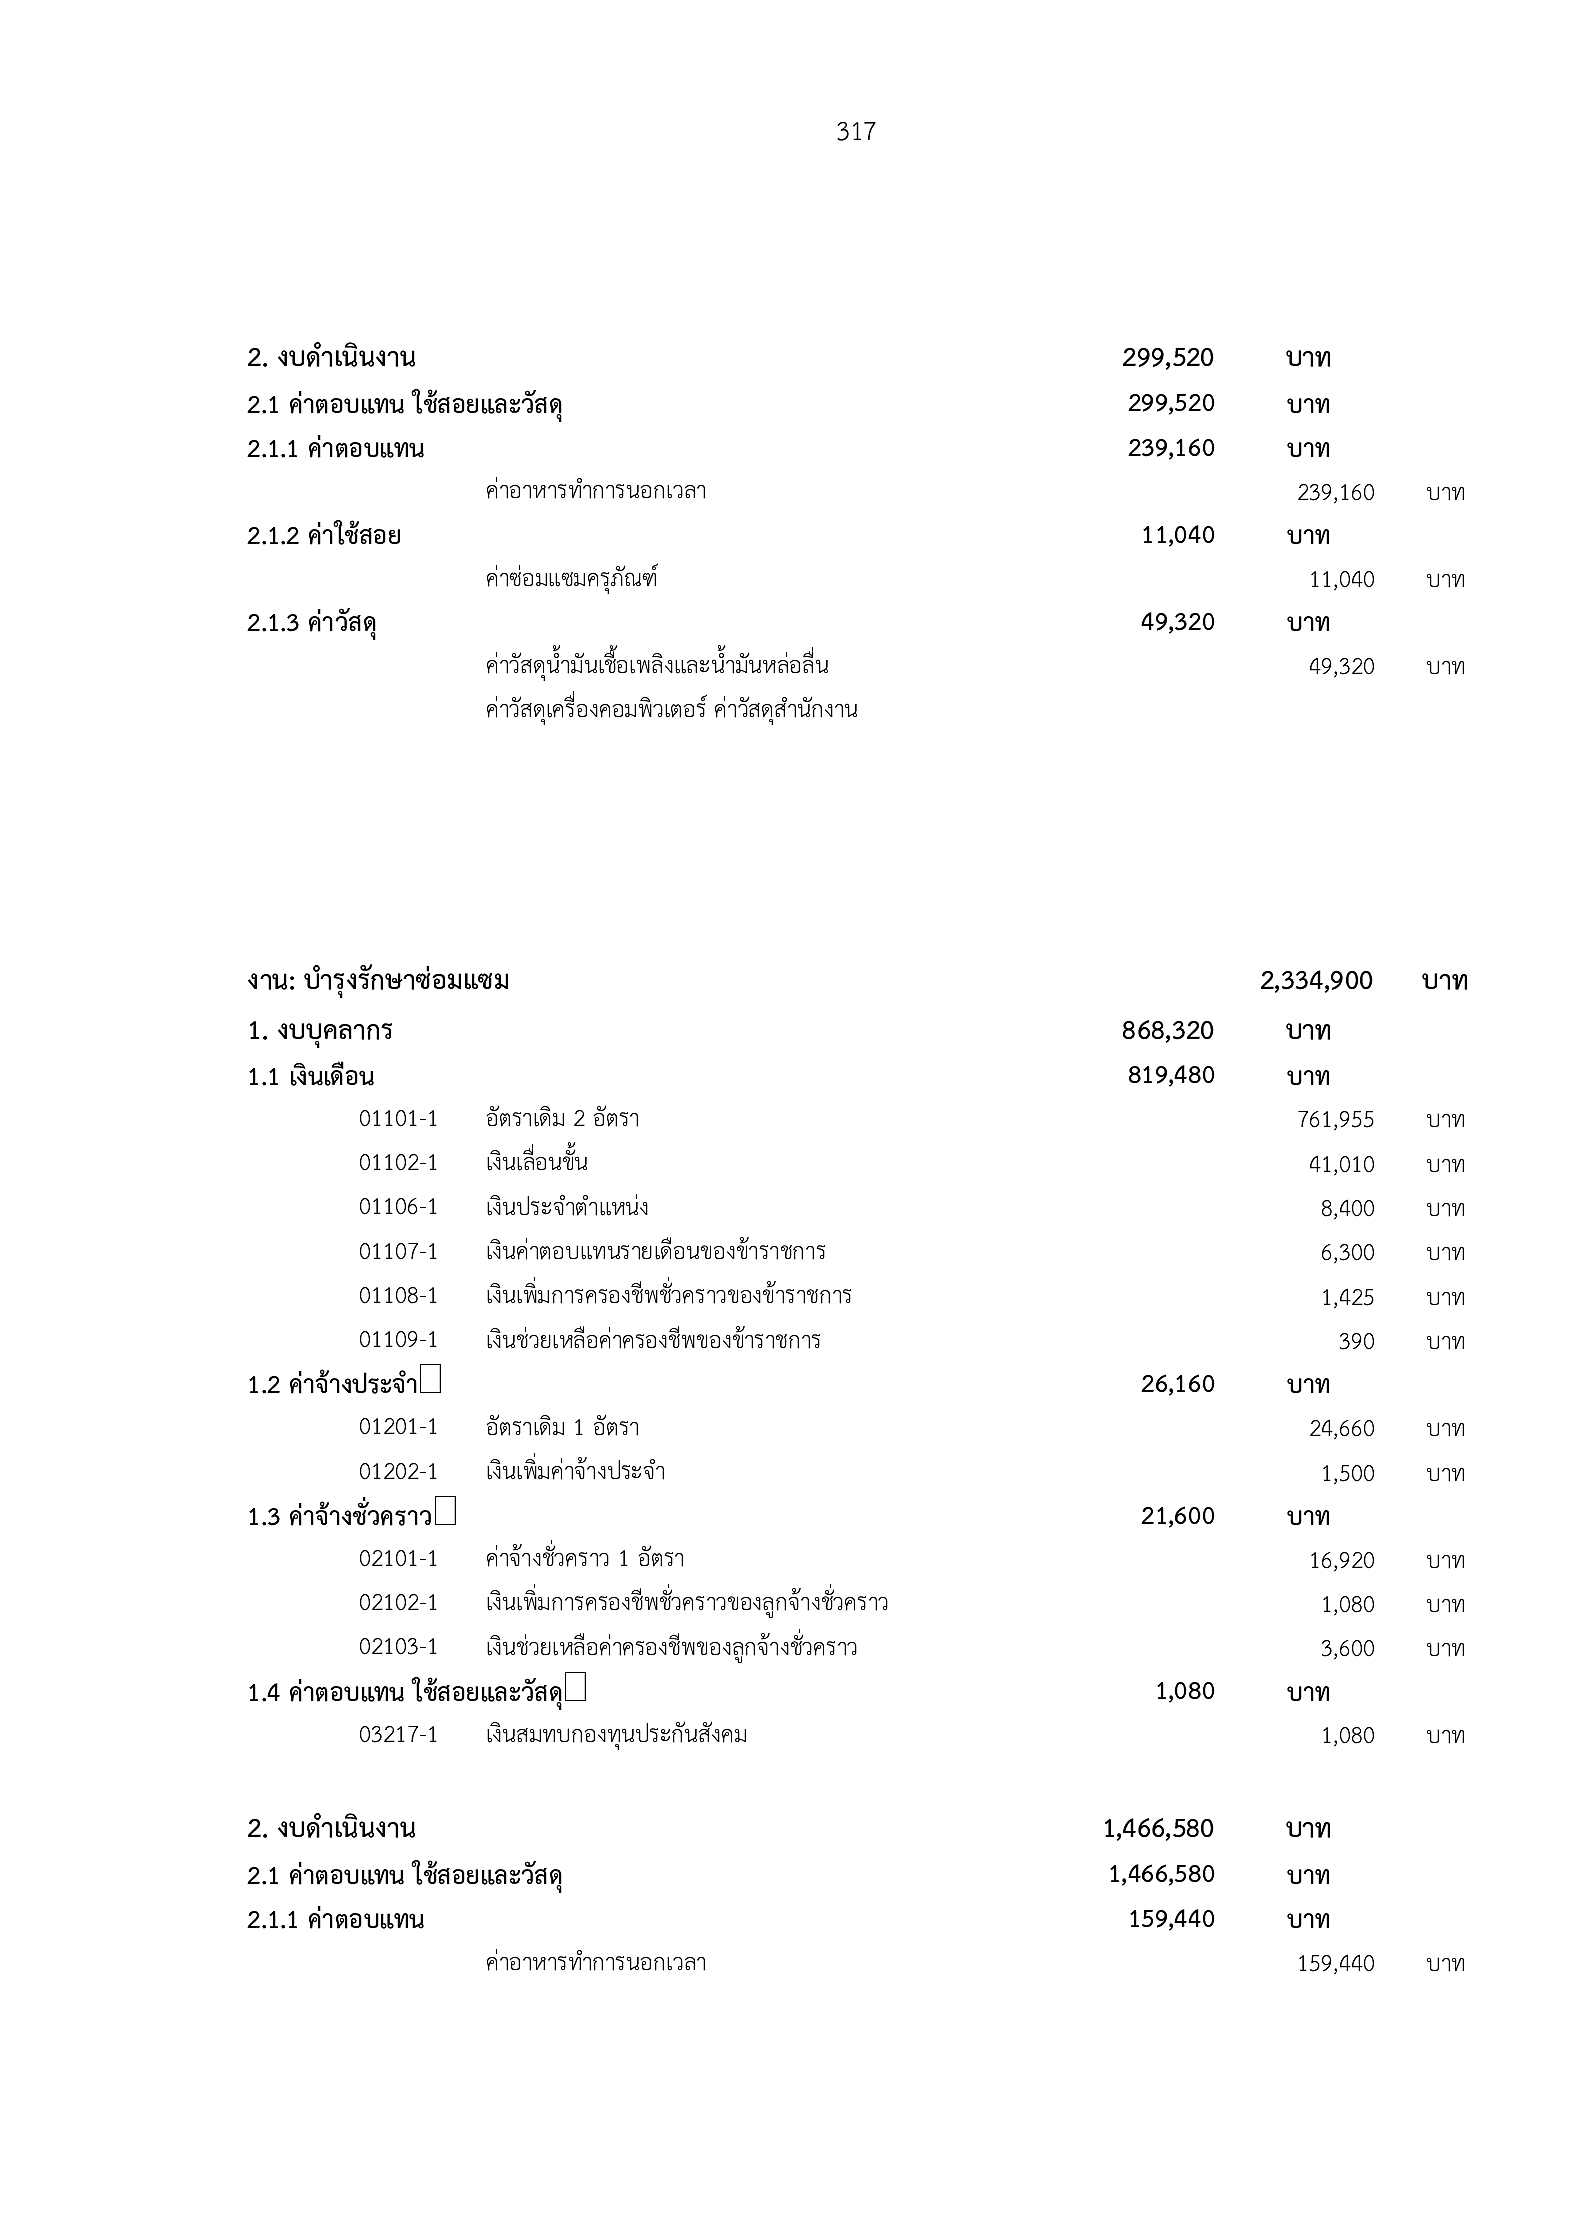 317
2. งบดำเนินงาน 299,520 บาท
2.1 ค่าตอบแทน ใช้สอยและวัสดุ 299,520 บาท
2.1.1 ค่าตอบแทน 239,160 บาท
ค่าอาหารทำการนอกเวลา 239,160 บาท
2.1.2 ค่าใช้สอย 11,040 บาท
ค่าซ่อมแซมครุภัณฑ์ 11,040 บาท
2.1.3 ค่าวัสดุ 49,320 บาท
ค่าวัสดุน้ำมันเชื้อเพลิงและน้ำมันหล่อลื่น 49,320 บาท
ค่าวัสดุเครื่องคอมพิวเตอร์ ค่าวัสดุสำนักงาน
งาน: บำรุงรักษาซ่อมแซม 2,334,900 บาท
1. งบบุคลากร 868,320 บาท
1.1 เงินเดือน 819,480 บาท
01101-1 อัตราเดิม 2 อัตรา 761,955 บาท
01102-1 เงินเลื่อนขั้น 41,010 บาท
01106-1 เงินประจำตำแหน่ง 8,400 บาท
01107-1 เงินค่าตอบแทนรายเดือนของข้าราชการ 6,300 บาท
01108-1 เงินเพิ่มการครองชีพชั่วคราวของข้าราชการ 1,425 บาท
01109-1 เงินช่วยเหลือค่าครองชีพของข้าราชการ 390 บาท
1.2 ค่าจ้างประจำ 26,160 บาท
01201-1 อัตราเดิม 1 อัตรา 24,660 บาท
01202-1 เงินเพิ่มค่าจ้างประจำ 1,500 บาท
1.3 ค่าจ้างชั่วคราว 21,600 บาท
02101-1 ค่าจ้างชั่วคราว 1 อัตรา 16,920 บาท
02102-1 เงินเพิ่มการครองชีพชั่วคราวของลูกจ้างชั่วคราว 1,080 บาท
02103-1 เงินช่วยเหลือค่าครองชีพของลูกจ้างชั่วคราว 3,600 บาท
1.4 ค่าตอบแทน ใช้สอยและวัสดุ 1,080 บาท
03217-1 เงินสมทบกองทุนประกันสังคม 1,080 บาท
2. งบดำเนินงาน 1,466,580 บาท
2.1 ค่าตอบแทน ใช้สอยและวัสดุ 1,466,580 บาท
2.1.1 ค่าตอบแทน 159,440 บาท
ค่าอาหารทำการนอกเวลา 159,440 บาท